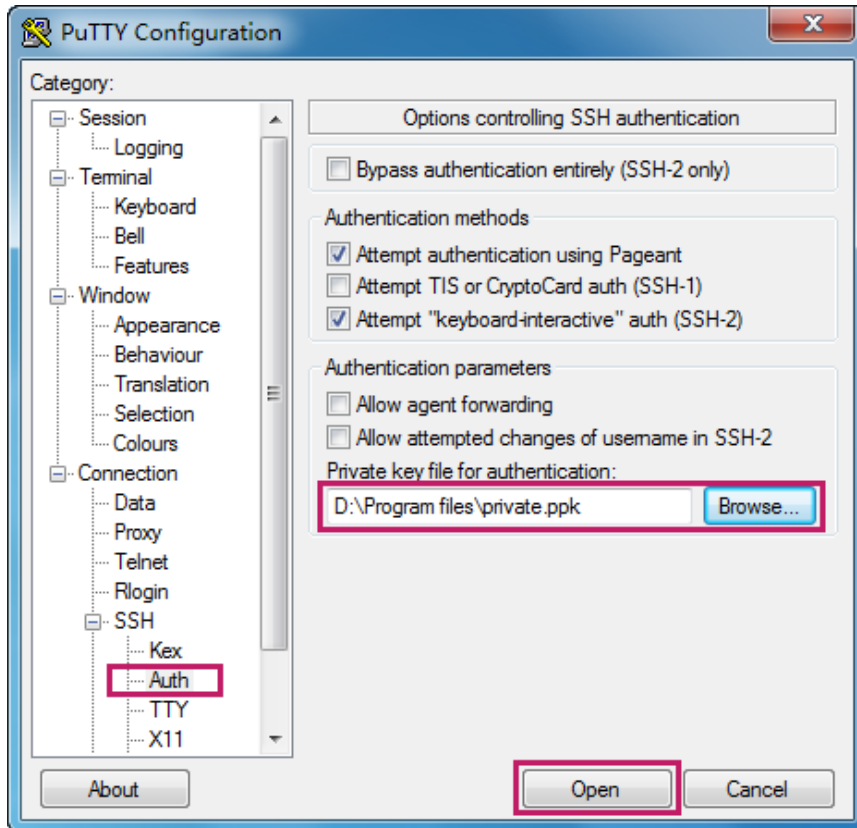 PuTTY Configuration
Category:
Session
Logging
Terminal
Keyboard
Bell
Features
Window
Appearance
Behaviour
Translation
Selection
Colours
Connection
Data
Proxy
Telnet
Rlogin
SSH
Kex
Auth
TTY
X11
Options controlling SSH authentication
Bypass authentication entirely (SSH-2 only)
Authentication methods
Attempt authentication using Pageant
Attempt TIS or CryptoCard auth (SSH-1)
Attempt "keyboard-interactive" auth (SSH-2)
Authentication parameters
Allow agent forwarding
Allow attempted changes of username in SSH-2
Private key file for authentication:
D:\Program files\private.ppk Browse...
About Open Cancel